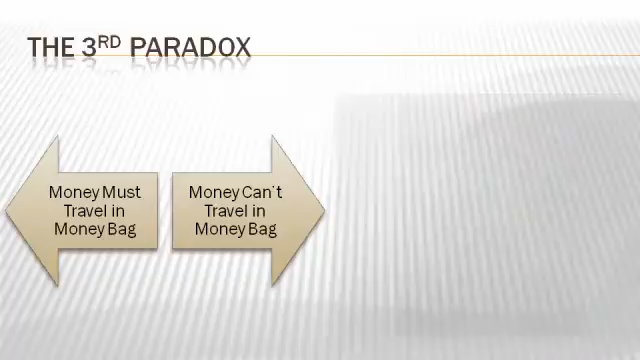 THE 3RD PARADOX
Money Must
Travel in
Money Bag
Money Can't
Travel in
Money Bag